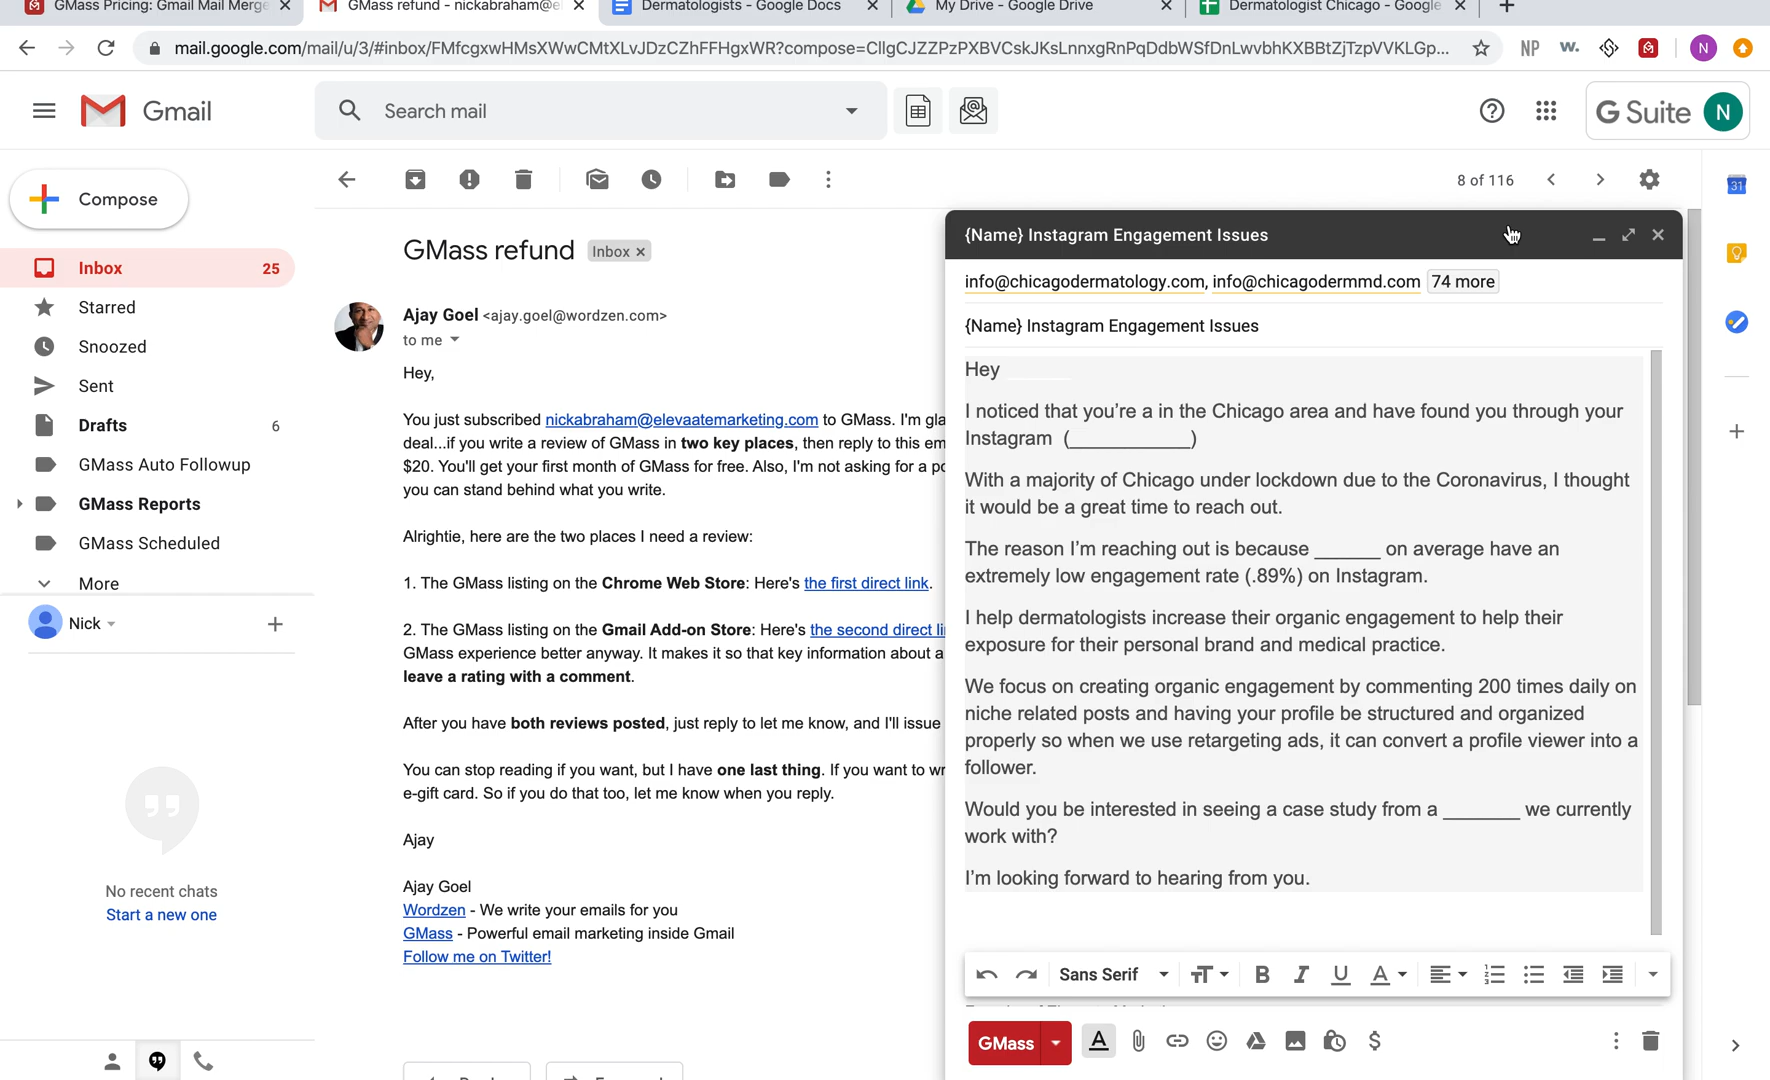 GMass Pricing: Gmail Mail Merge
GMass refund - nickabraham@el
Dermatologists - Google Docs
My Drive - Google Drive
Dermatologist Chicago - Google
mail.google.com/mail/u/3/#inbox/FMfcgxwHMsXWwCMtXLvJDzCZhFFHgxWR?compose=CllgCJZZPzPXBVCskJKsLnnxgRnPqDdbWSfDnLwvbhKXBBtZjTzpVVKLGp...
NP
w.
N
Gmail
Search mail
G Suite
N
Compose
8 of 116
31
Inbox 25
Starred
Snoozed
Sent
Drafts 6
GMass Auto Followup
GMass Reports
GMass Scheduled
More
Nick
No recent chats
Start a new one
GMass refund Inbox
Ajay Goel <ajay.goel@wordzen.com>
to me
Hey,
You just subscribed nickabraham@elevaatemarketing.com to GMass. I'm gla
deal...if you write a review of GMass in two key places, then reply to this em
$20. You'll get your first month of GMass for free. Also, I'm not asking for a po
you can stand behind what you write.
Alrightie, here are the two places I need a review:
1. The GMass listing on the Chrome Web Store: Here's the first direct link.
2. The GMass listing on the Gmail Add-on Store: Here's the second direct li
GMass experience better anyway. It makes it so that key information about a
leave a rating with a comment.
After you have both reviews posted, just reply to let me know, and I'll issue
You can stop reading if you want, but I have one last thing. If you want to wr
e-gift card. So if you do that too, let me know when you reply.
Ajay
Ajay Goel
Wordzen - We write your emails for you
GMass - Powerful email marketing inside Gmail
Follow me on Twitter!
{Name} Instagram Engagement Issues
info@chicagodermatology.com, info@chicagodermmd.com 74 more
{Name} Instagram Engagement Issues
Hey
I noticed that you’re a in the Chicago area and have found you through your
Instagram (___________)
With a majority of Chicago under lockdown due to the Coronavirus, I thought
it would be a great time to reach out.
The reason I’m reaching out is because ______ on average have an
extremely low engagement rate (.89%) on Instagram.
I help dermatologists increase their organic engagement to help their
exposure for their personal brand and medical practice.
We focus on creating organic engagement by commenting 200 times daily on
niche related posts and having your profile be structured and organized
properly so when we use retargeting ads, it can convert a profile viewer into a
follower.
Would you be interested in seeing a case study from a _______ we currently
work with?
I’m looking forward to hearing from you.
Sans Serif
GMass